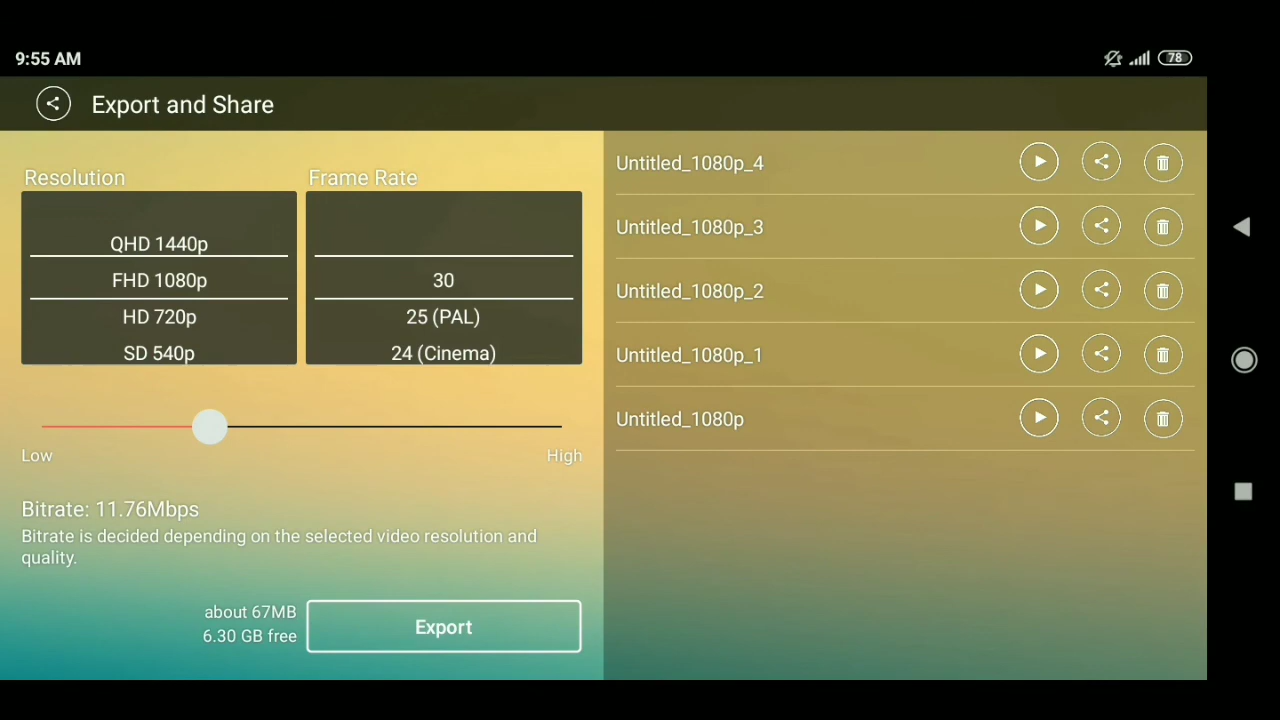 9:55 AM
78
Export and Share
Resolution
QHD 1440p
FHD 1080p
HD 720p
SD 540p
Frame Rate
30
25 (PAL)
24 (Cinema)
Low
High
Bitrate: 11.76Mbps
Bitrate is decided depending on the selected video resolution and
quality.
about 67MB
6.30 GB free
Export
Untitled_1080p_4
Untitled_1080p_3
Untitled_1080p_2
Untitled_1080p_1
Untitled_1080p